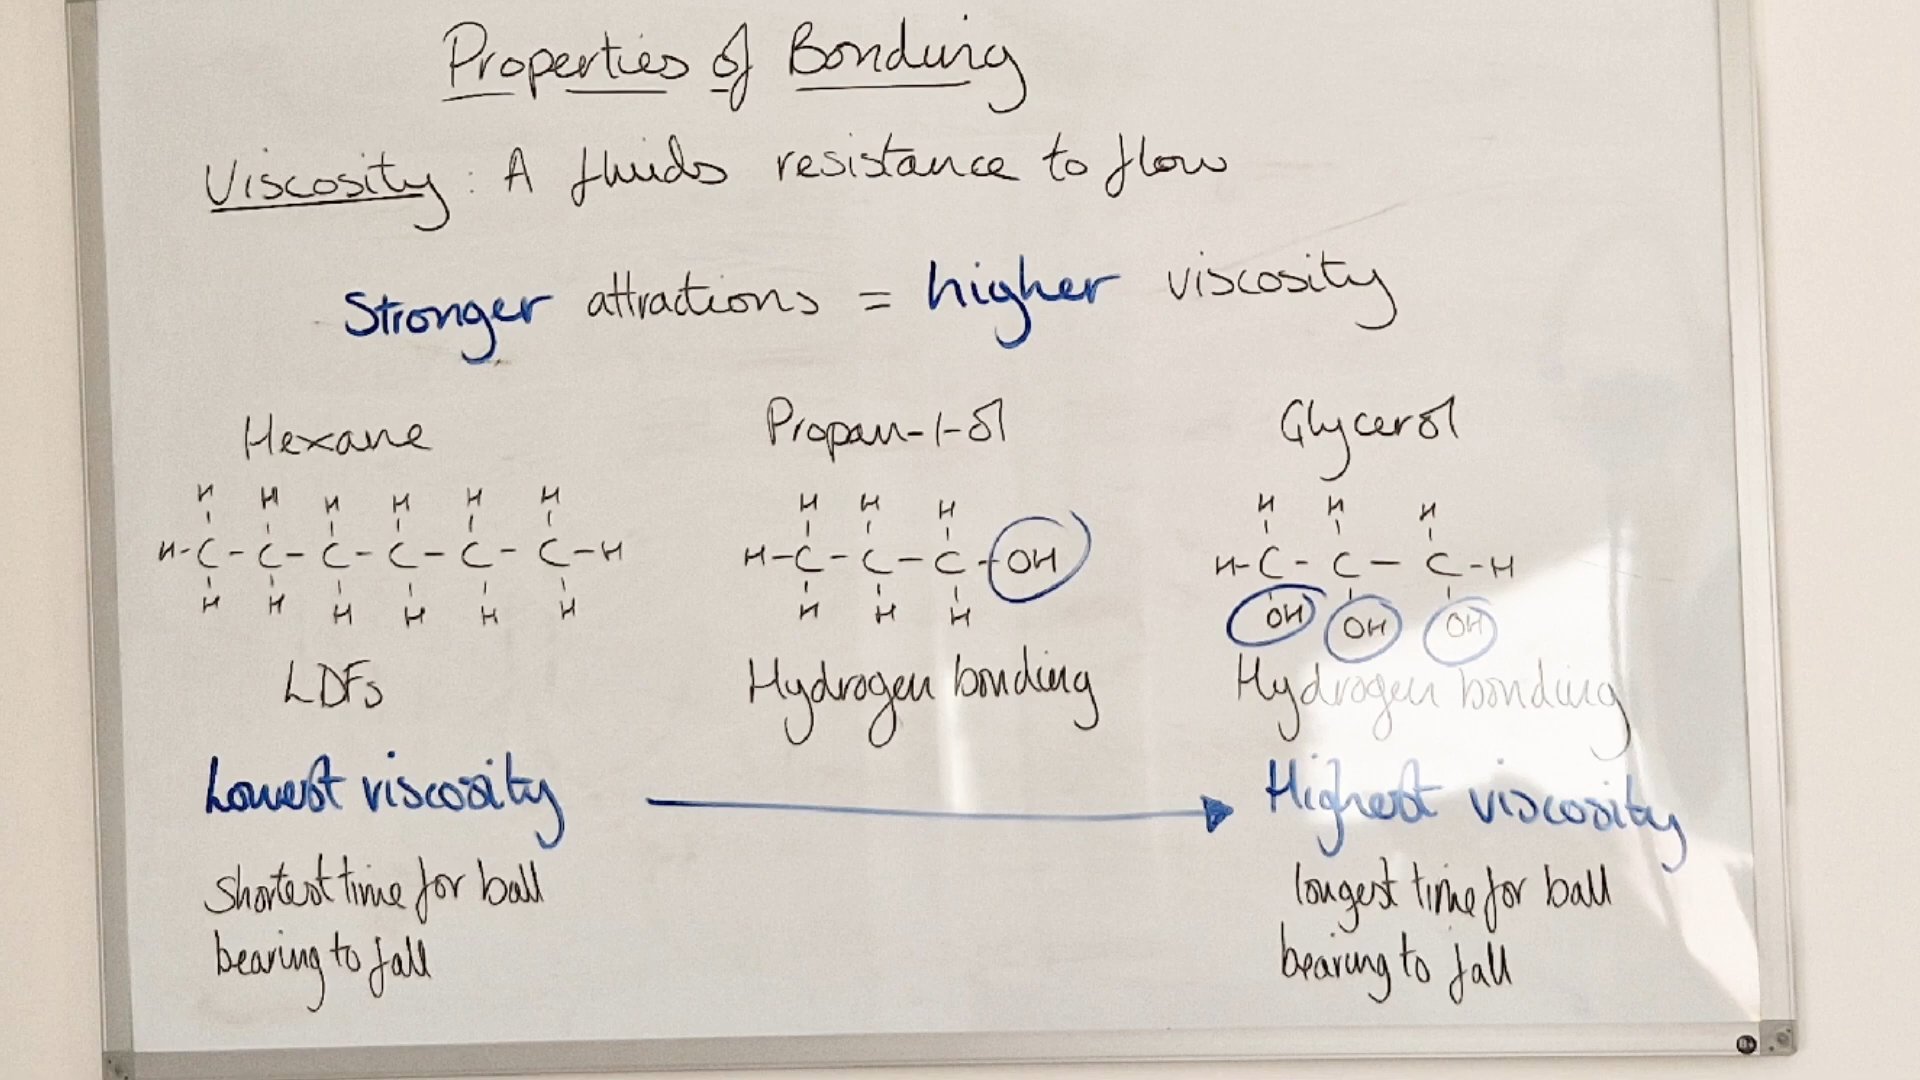 Properties of Bonding
Viscosity: A fluids resistance to flow
Stronger attractions = higher viscosity
Hexane Propan-1-ol Glycerol
H H H H H H H H H H H H
H-C-C-C-C-C-C-H H-C-C-C-OH H-C-C-C-H
H H H H H H H H H OH OH OH
LDFs Hydrogen bonding Hydrogen bonding
Lowest viscosity Highest viscosity
Shortest time for ball longest time for ball
bearing to fall bearing to fall